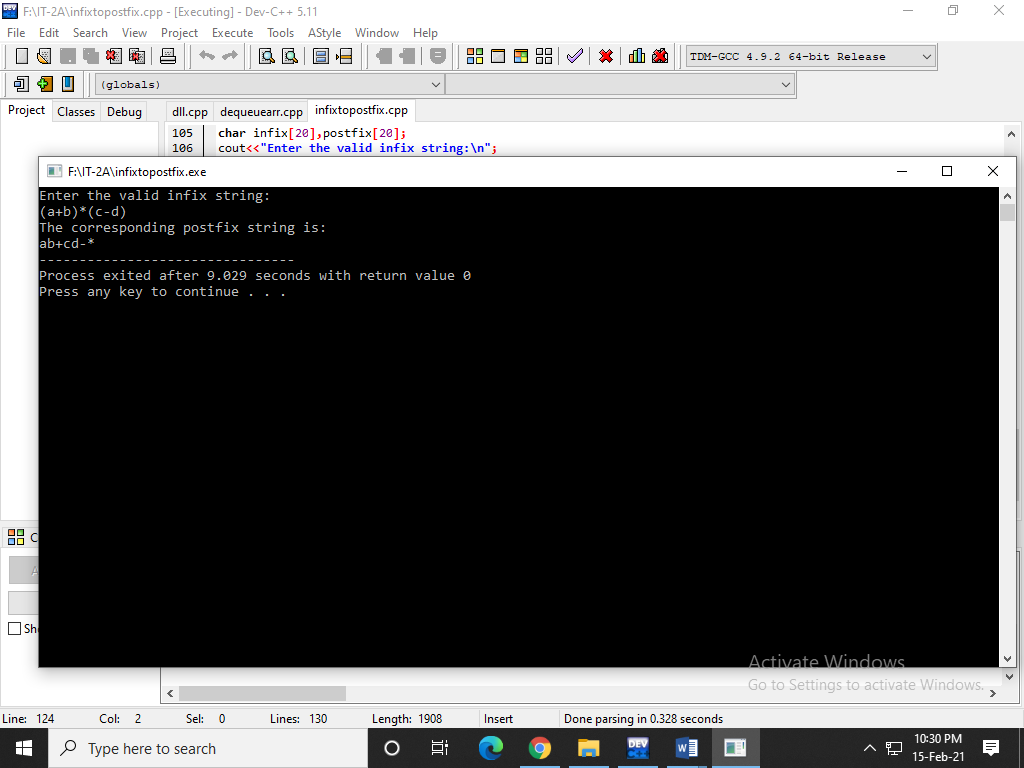 F:\IT-2A\infixtopostfix.cpp - [Executing] - Dev-C++ 5.11
File Edit Search View Project Execute Tools AStyle Window Help
TDM-GCC 4.9.2 64-bit Release
(globals)
Project Classes Debug
dll.cpp dequeuearr.cpp infixtopostfix.cpp
105 char infix[20],postfix[20];
106 cout<<"Enter the valid infix string:\n";
F:\IT-2A\infixtopostfix.exe
Enter the valid infix string:
(a+b)*(c-d)
The corresponding postfix string is:
ab+cd-*
--------------------------------
Process exited after 9.029 seconds with return value 0
Press any key to continue . . .
Activate Windows
Go to Settings to activate Windows.
Line: 124 Col: 2 Sel: 0 Lines: 130 Length: 1908 Insert Done parsing in 0.328 seconds
Type here to search
DEV
10:30 PM
15-Feb-21